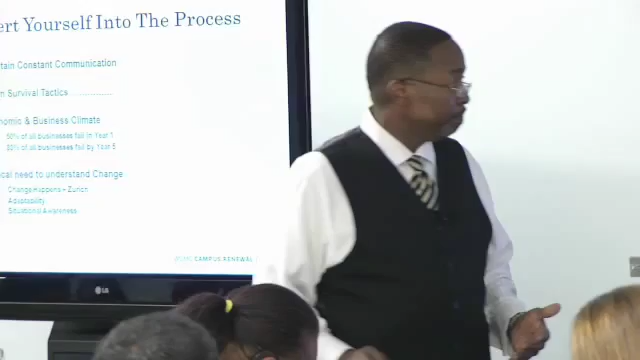 ert Yourself Into The Process
tain Constant Communication
m Survival Tactics ..............
nomic & Business Climate
50% of all businesses fail in Year 1
80% of all businesses fail by Year 5
cal need to understand Change
Change Happens – Zurich
Adaptability
Situational Awareness
CAMPUS RENEWAL
LG